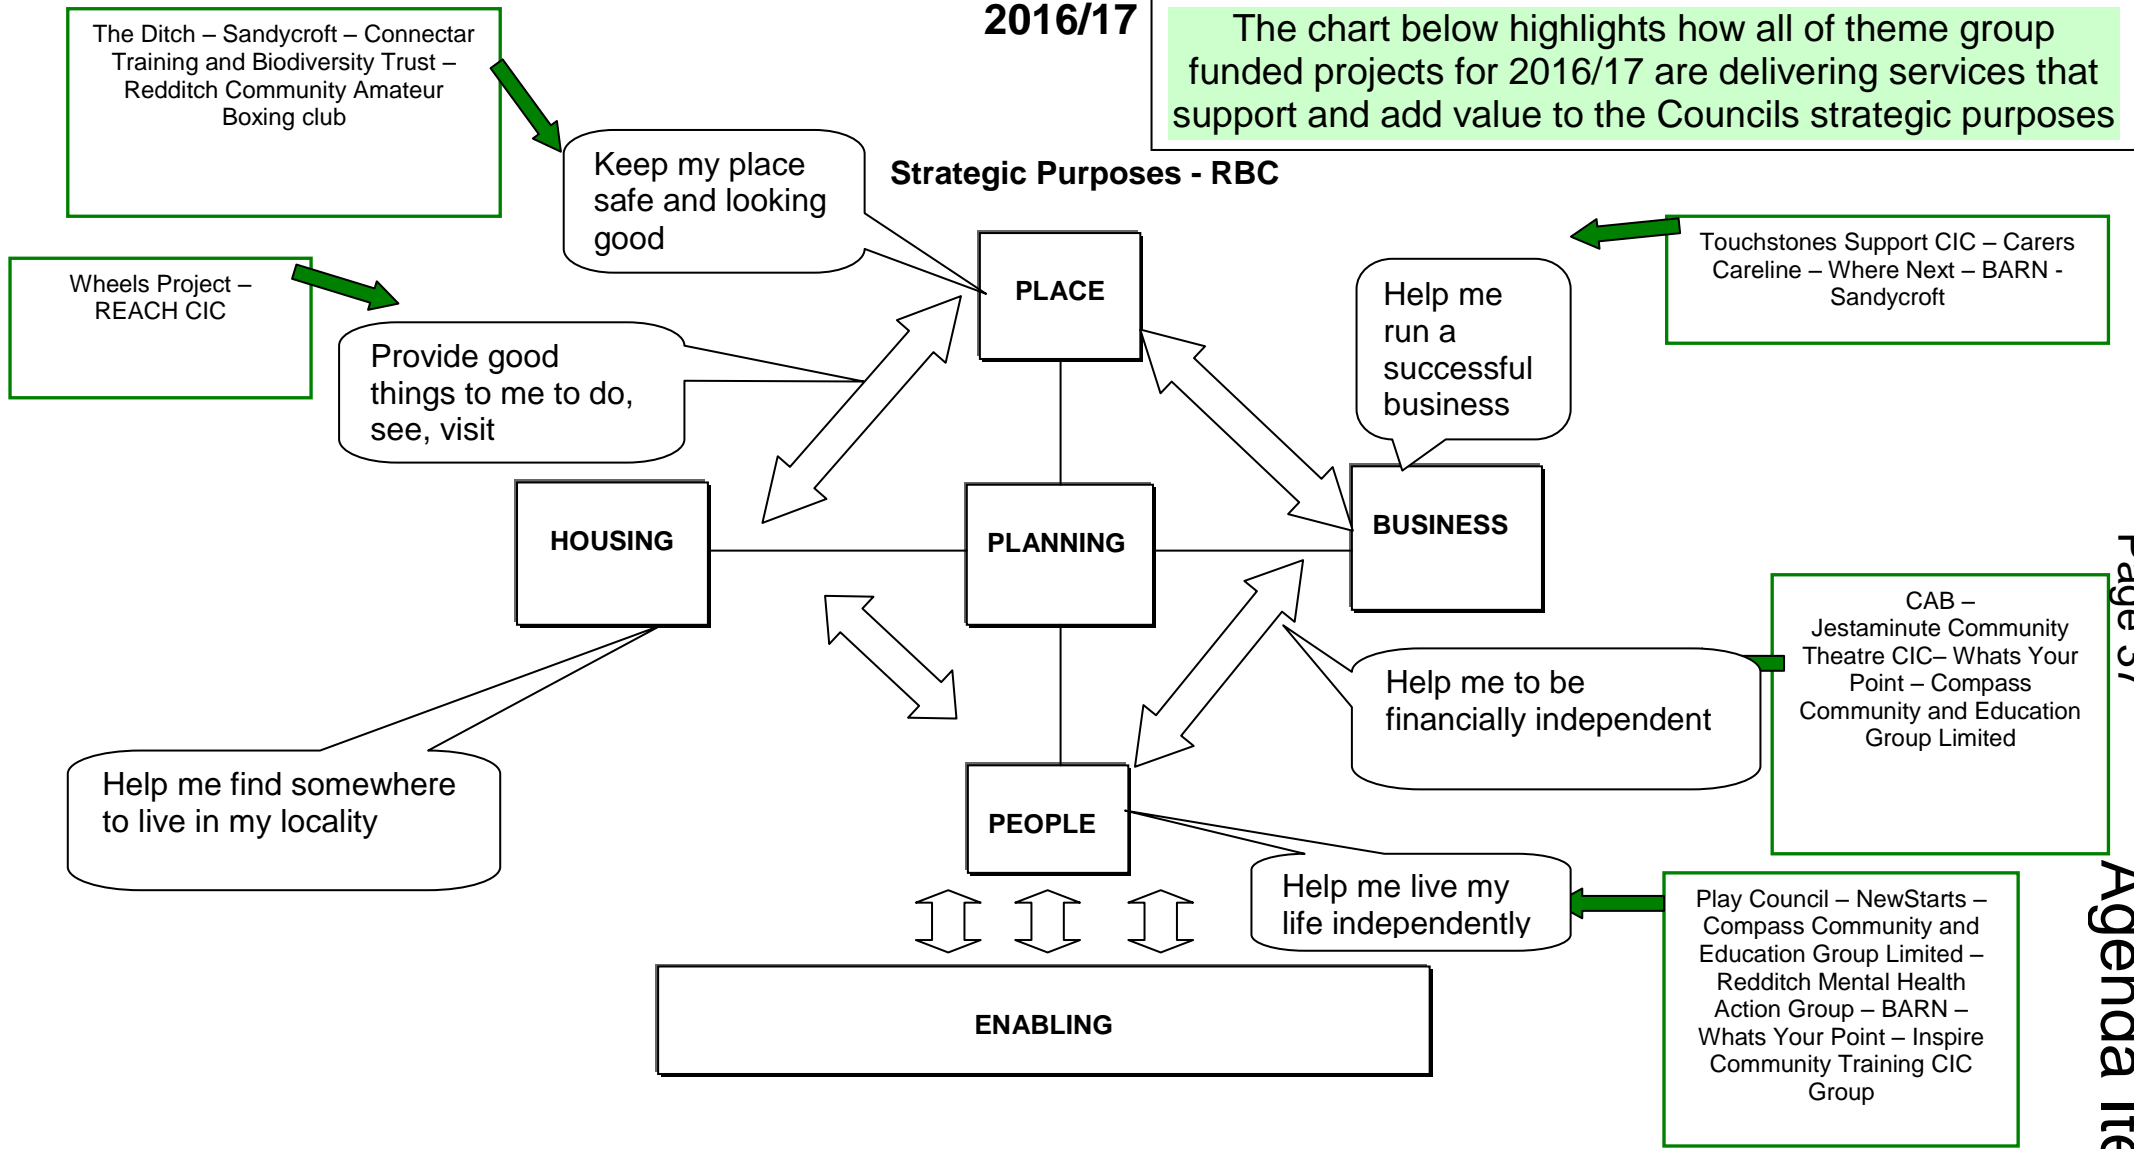 2016/17
The chart below highlights how all of theme group
funded projects for 2016/17 are delivering services that
support and add value to the Councils strategic purposes
The Ditch – Sandycroft – Connectar
Training and Biodiversity Trust –
Redditch Community Amateur
Boxing club
Keep my place
safe and looking
good
Strategic Purposes - RBC
Wheels Project –
REACH CIC
Provide good
things to me to do,
see, visit
PLACE
Help me
run a
successful
business
Touchstones Support CIC – Carers
Careline – Where Next – BARN -
Sandycroft
HOUSING
PLANNING
BUSINESS
CAB –
Jestaminute Community
Theatre CIC– Whats Your
Point – Compass
Community and Education
Group Limited
Help me to be
financially independent
Help me find somewhere
to live in my locality
PEOPLE
Help me live my
life independently
Play Council – NewStarts –
Compass Community and
Education Group Limited –
Redditch Mental Health
Action Group – BARN –
Whats Your Point – Inspire
Community Training CIC
Group
ENABLING
Page 37
Agenda Ite